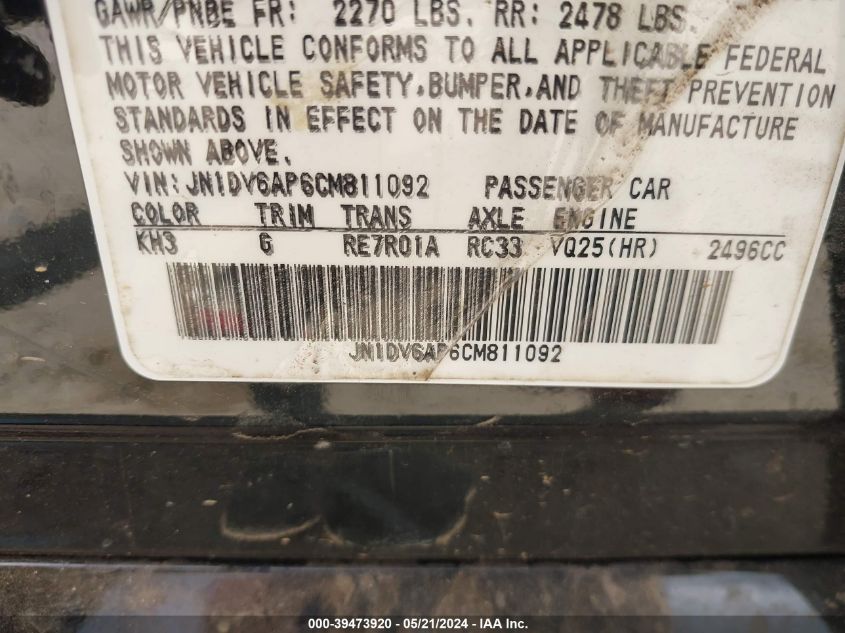 GAWR/PNBE FR: 2270 LBS. RR: 2478 LBS.
THIS VEHICLE CONFORMS TO ALL APPLICABLE FEDERAL
MOTOR VEHICLE SAFETY,BUMPER,AND THEFT PREVENTION
STANDARDS IN EFFECT ON THE DATE OF MANUFACTURE
SHOWN ABOVE.
VIN:JN1DV6AP6CM811092 PASSENGER CAR
COLOR TRIM TRANS AXLE ENGINE
KH3 G RE7R01A RC33 VQ25(HR) 2496CC
JN1DV6AP6CM811092
000-39473920 / 05/21/2024 - IAA Inc.